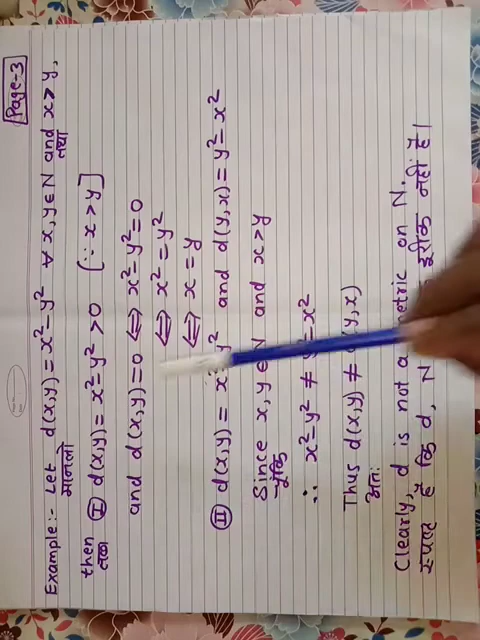 Page-3
Example:- Let d(x,y) = x²-y² ∀ x,y ∈ N and x>y,
मानलो तथा
then Ⓘ d(x,y) = x²-y² > 0 [∵ x>y]
तब
and d(x,y)=0 ⇔ x²-y²=0
⇔ x²=y²
⇔ x=y
Ⓘⓘ d(x,y) = x²-y² and d(y,x) = y²-x²
Since x,y ∈ N and x>y
चूँकि
∴ x²-y² ≠ y²-x²
Thus d(x,y) ≠ d(y,x)
अतः
Clearly, d is not a metric on N.
स्पष्ट है कि d, N दूरीक नहीं है।